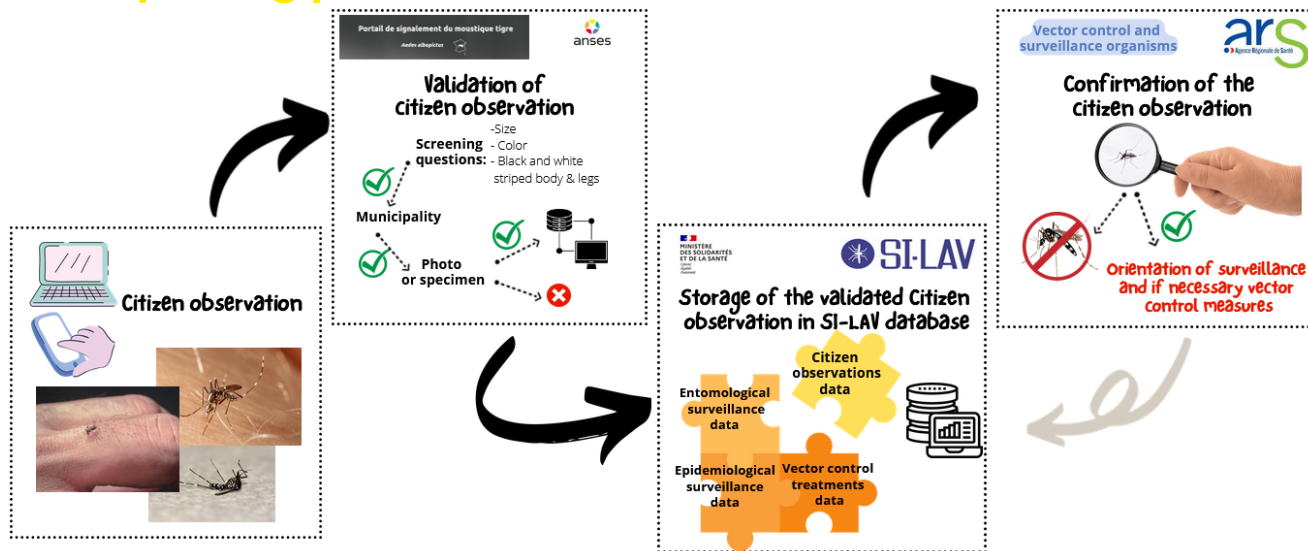 Citizen observation
Portail de signalement du moustique tigre
Aedes albopictus
anses
Validation of
citizen observation
Screening
questions:
-Size
- Color
- Black and white
striped body & legs
Municipality
Photo
or specimen
MINISTÈRE
DES SOLIDARITÉS
ET DE LA SANTÉ
Liberté
Égalité
Fraternité
SI-LAV
Storage of the validated Citizen
observation in SI-LAV database
Citizen
observations
data
Entomological
surveillance
data
Epidemiological
surveillance
data
Vector control
treatments
data
Vector control and
surveillance organisms
ars
Agence Régionale de Santé
Confirmation of the
citizen observation
Orientation of surveillance
and if necessary vector
control measures